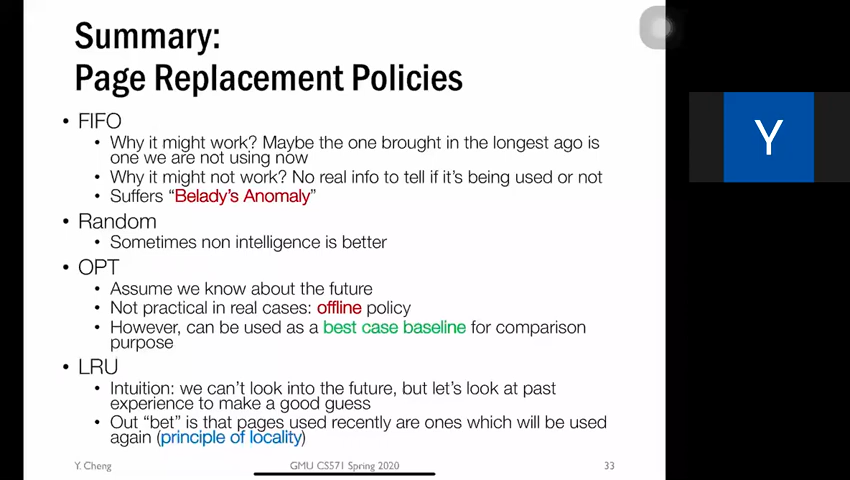 Summary:
Page Replacement Policies
• FIFO
• Why it might work? Maybe the one brought in the longest ago is
one we are not using now
• Why it might not work? No real info to tell if it's being used or not
• Suffers "Belady's Anomaly"
• Random
• Sometimes non intelligence is better
• OPT
• Assume we know about the future
• Not practical in real cases: offline policy
• However, can be used as a best case baseline for comparison
purpose
• LRU
• Intuition: we can't look into the future, but let's look at past
experience to make a good guess
• Out "bet" is that pages used recently are ones which will be used
again (principle of locality)
Y. Cheng GMU CS571 Spring 2020 33
Y